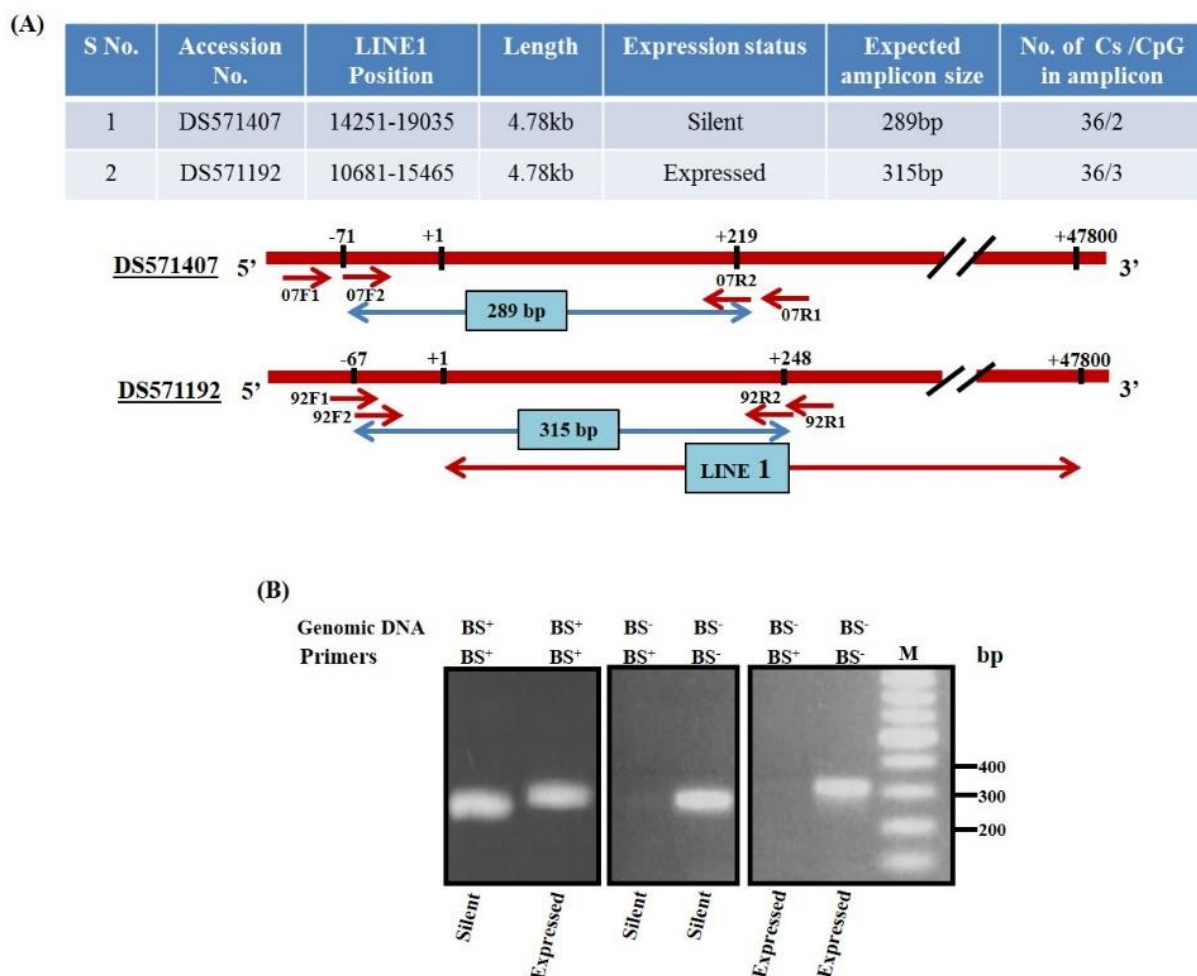 (A)
S No. Accession No. LINE1 Position Length Expression status Expected amplicon size No. of Cs /CpG in amplicon
1 DS571407 14251-19035 4.78kb Silent 289bp 36/2
2 DS571192 10681-15465 4.78kb Expressed 315bp 36/3
-71 +1 +219 +47800
DS571407 5’ 3’
07F1 07F2 07R2 07R1
289 bp
-67 +1 +248 +47800
DS571192 5’ 3’
92F1 92R2
92F2 92R1
315 bp
LINE 1
(B)
Genomic DNA BS+ BS+ BS- BS- BS- BS-
Primers BS+ BS+ BS+ BS- BS+ BS- M bp
400
300
200
Silent Expressed Silent Silent Expressed Expressed